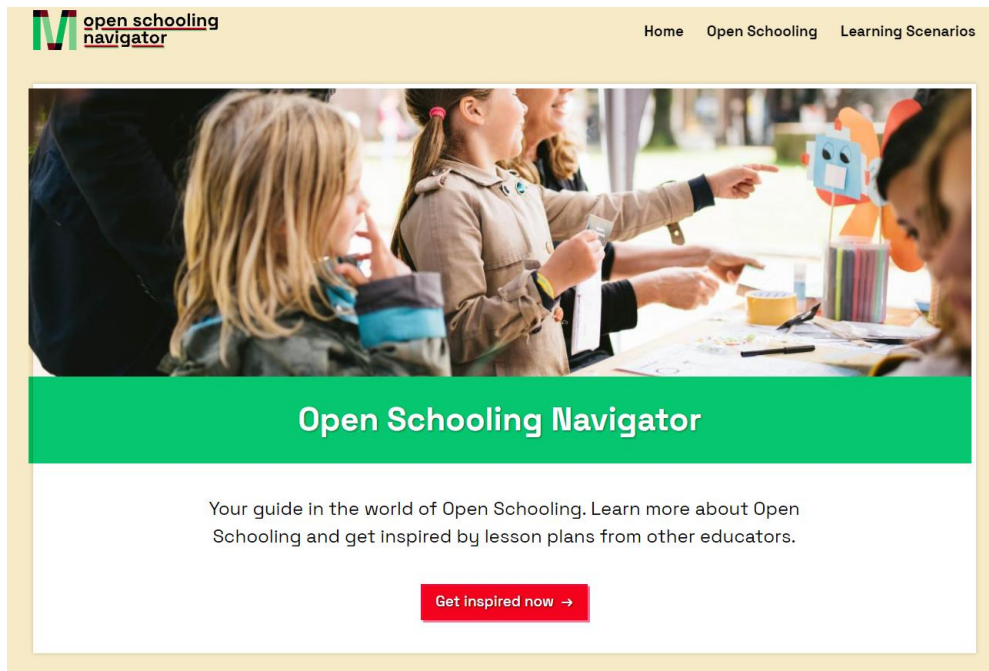 open schooling
navigator
Home Open Schooling Learning Scenarios
Open Schooling Navigator
Your guide in the world of Open Schooling. Learn more about Open
Schooling and get inspired by lesson plans from other educators.
Get inspired now →